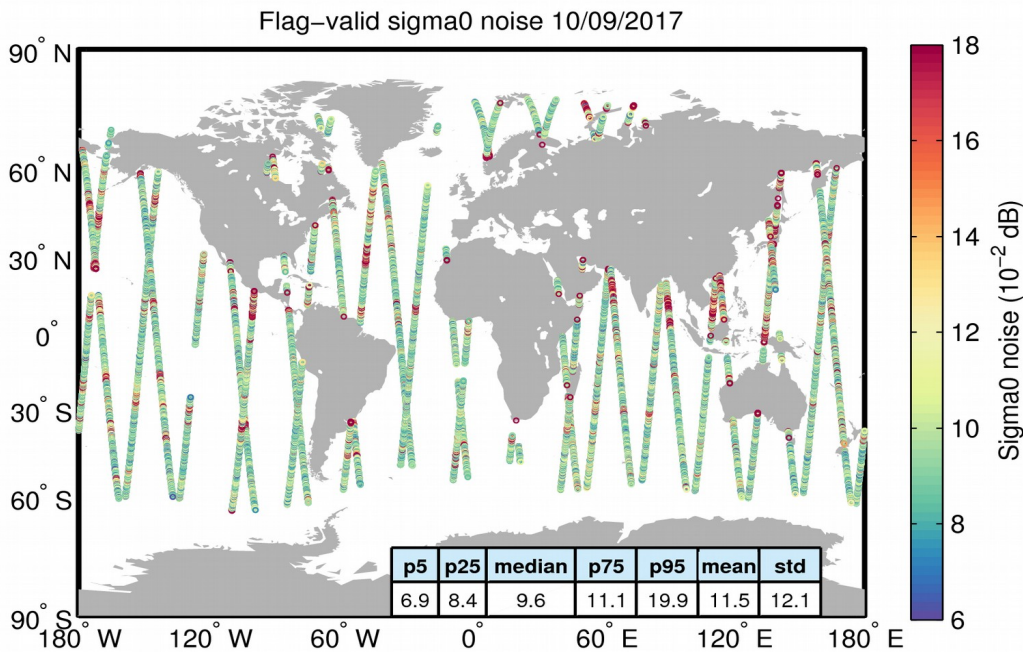 Flag−valid sigma0 noise 10/09/2017
90° N
60° N
30° N
0°
30° S
60° S
90° S
180° W
120° W
60° W
0°
60° E
120° E
180° E
p5 p25 median p75 p95 mean std
6.9 8.4 9.6 11.1 19.9 11.5 12.1
18
16
14
12
10
8
6
Sigma0 noise (10⁻² dB)